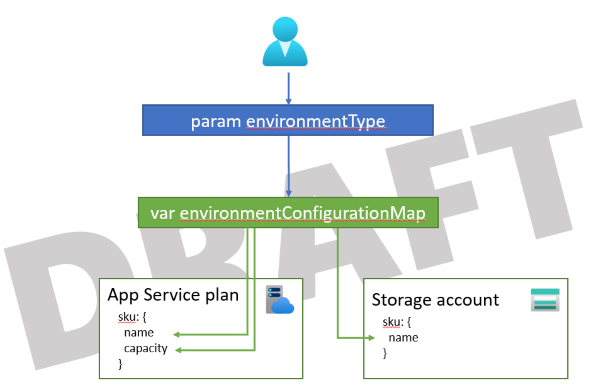 DRAFT
param environmentType
var environmentConfigurationMap
App Service plan
sku: {
name
capacity
}
Storage account
sku: {
name
}